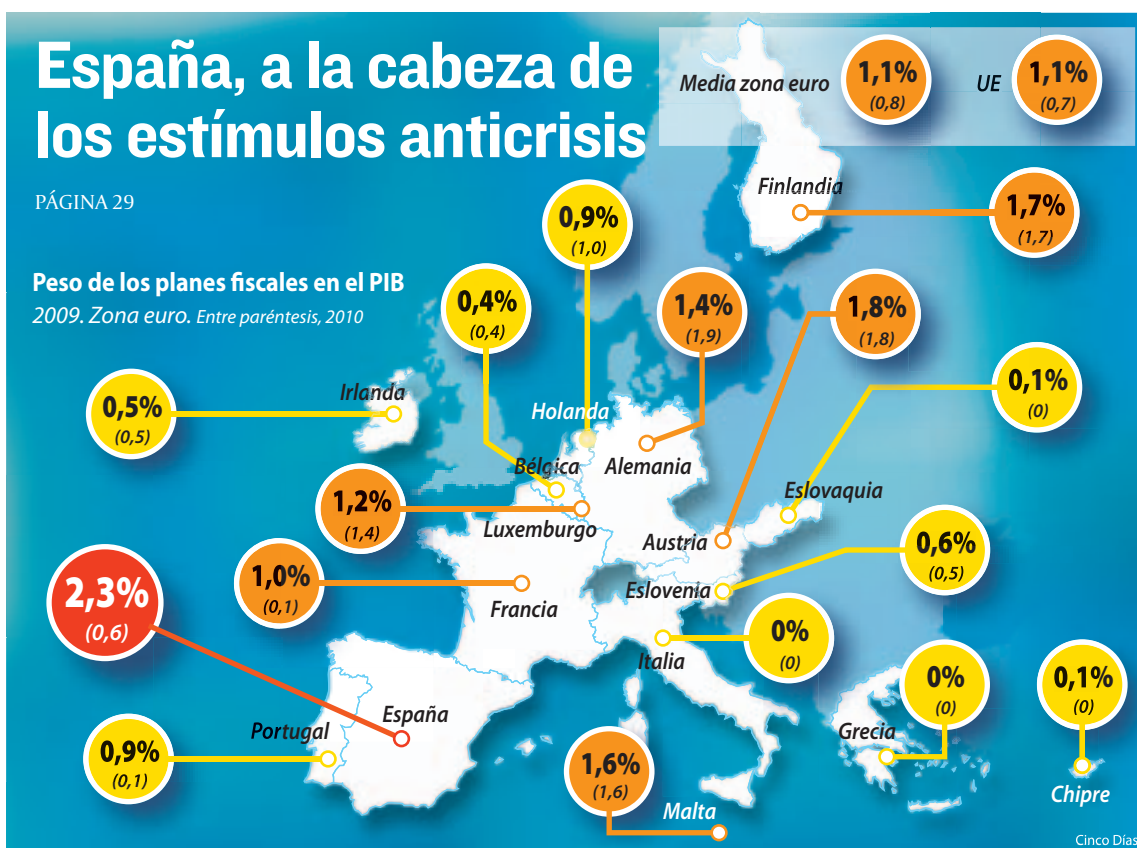 España, a la cabeza de
los estímulos anticrisis
PÁGINA 29
Peso de los planes fiscales en el PIB
2009. Zona euro. Entre paréntesis, 2010
Media zona euro
1,1%
(0,8)
UE
1,1%
(0,7)
Finlandia
1,7%
(1,7)
0,9%
(1,0)
Holanda
0,4%
(0,4)
Bélgica
1,4%
(1,9)
Alemania
1,8%
(1,8)
Austria
0,1%
(0)
Eslovaquia
Irlanda
0,5%
(0,5)
1,2%
(1,4)
Luxemburgo
1,0%
(0,1)
Francia
0,6%
(0,5)
Eslovenia
2,3%
(0,6)
España
0%
(0)
Italia
0%
(0)
Grecia
0,1%
(0)
Chipre
Portugal
0,9%
(0,1)
1,6%
(1,6)
Malta
Cinco Días